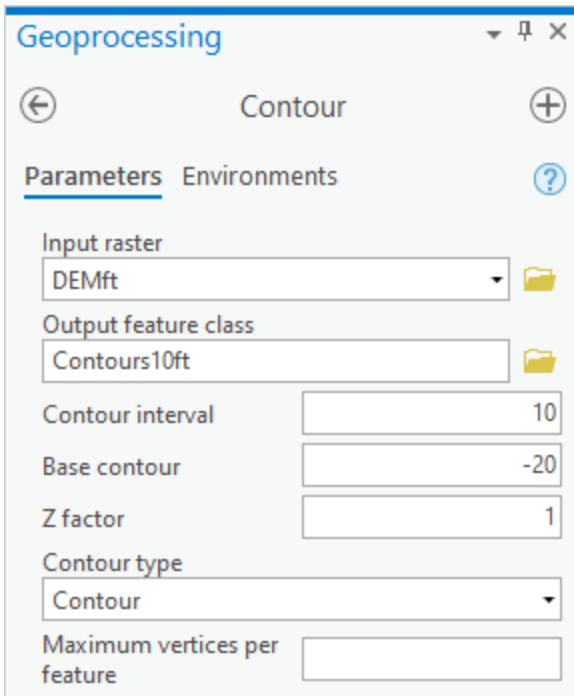 Geoprocessing
Contour
Parameters Environments
?
Input raster
DEMft
Output feature class
Contours10ft
Contour interval 10
Base contour -20
Z factor 1
Contour type
Contour
Maximum vertices per
feature